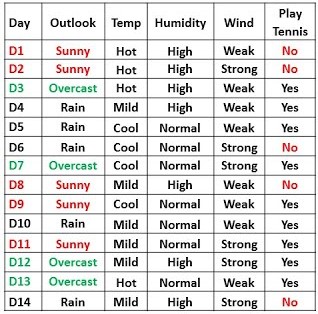 Day Outlook Temp Humidity Wind Play Tennis
D1 Sunny Hot High Weak No
D2 Sunny Hot High Strong No
D3 Overcast Hot High Weak Yes
D4 Rain Mild High Weak Yes
D5 Rain Cool Normal Weak Yes
D6 Rain Cool Normal Strong No
D7 Overcast Cool Normal Strong Yes
D8 Sunny Mild High Weak No
D9 Sunny Cool Normal Weak Yes
D10 Rain Mild Normal Weak Yes
D11 Sunny Mild Normal Strong Yes
D12 Overcast Mild High Strong Yes
D13 Overcast Hot Normal Weak Yes
D14 Rain Mild High Strong No